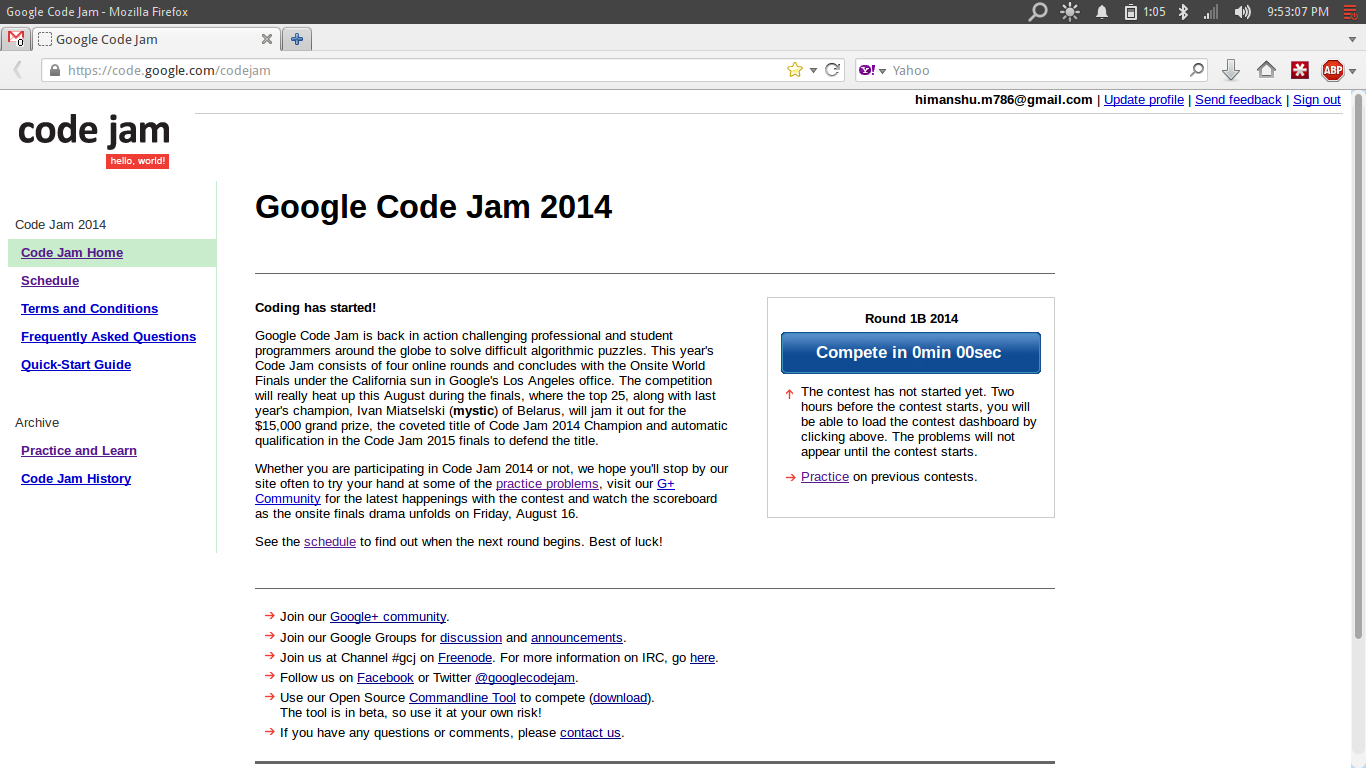 Google Code Jam - Mozilla Firefox
1:05
9:53:07 PM
0
Google Code Jam
https://code.google.com/codejam
Yahoo
ABP
himanshu.m786@gmail.com | Update profile | Send feedback | Sign out
code jam
hello, world!
Code Jam 2014
Code Jam Home
Schedule
Terms and Conditions
Frequently Asked Questions
Quick-Start Guide
Archive
Practice and Learn
Code Jam History
Google Code Jam 2014
Coding has started!
Google Code Jam is back in action challenging professional and student
programmers around the globe to solve difficult algorithmic puzzles. This year's
Code Jam consists of four online rounds and concludes with the Onsite World
Finals under the California sun in Google's Los Angeles office. The competition
will really heat up this August during the finals, where the top 25, along with last
year's champion, Ivan Miatselski (mystic) of Belarus, will jam it out for the
$15,000 grand prize, the coveted title of Code Jam 2014 Champion and automatic
qualification in the Code Jam 2015 finals to defend the title.
Whether you are participating in Code Jam 2014 or not, we hope you'll stop by our
site often to try your hand at some of the practice problems, visit our G+
Community for the latest happenings with the contest and watch the scoreboard
as the onsite finals drama unfolds on Friday, August 16.
See the schedule to find out when the next round begins. Best of luck!
Round 1B 2014
Compete in 0min 00sec
The contest has not started yet. Two
hours before the contest starts, you will
be able to load the contest dashboard by
clicking above. The problems will not
appear until the contest starts.
Practice on previous contests.
Join our Google+ community.
Join our Google Groups for discussion and announcements.
Join us at Channel #gcj on Freenode. For more information on IRC, go here.
Follow us on Facebook or Twitter @googlecodejam.
Use our Open Source Commandline Tool to compete (download).
The tool is in beta, so use it at your own risk!
If you have any questions or comments, please contact us.